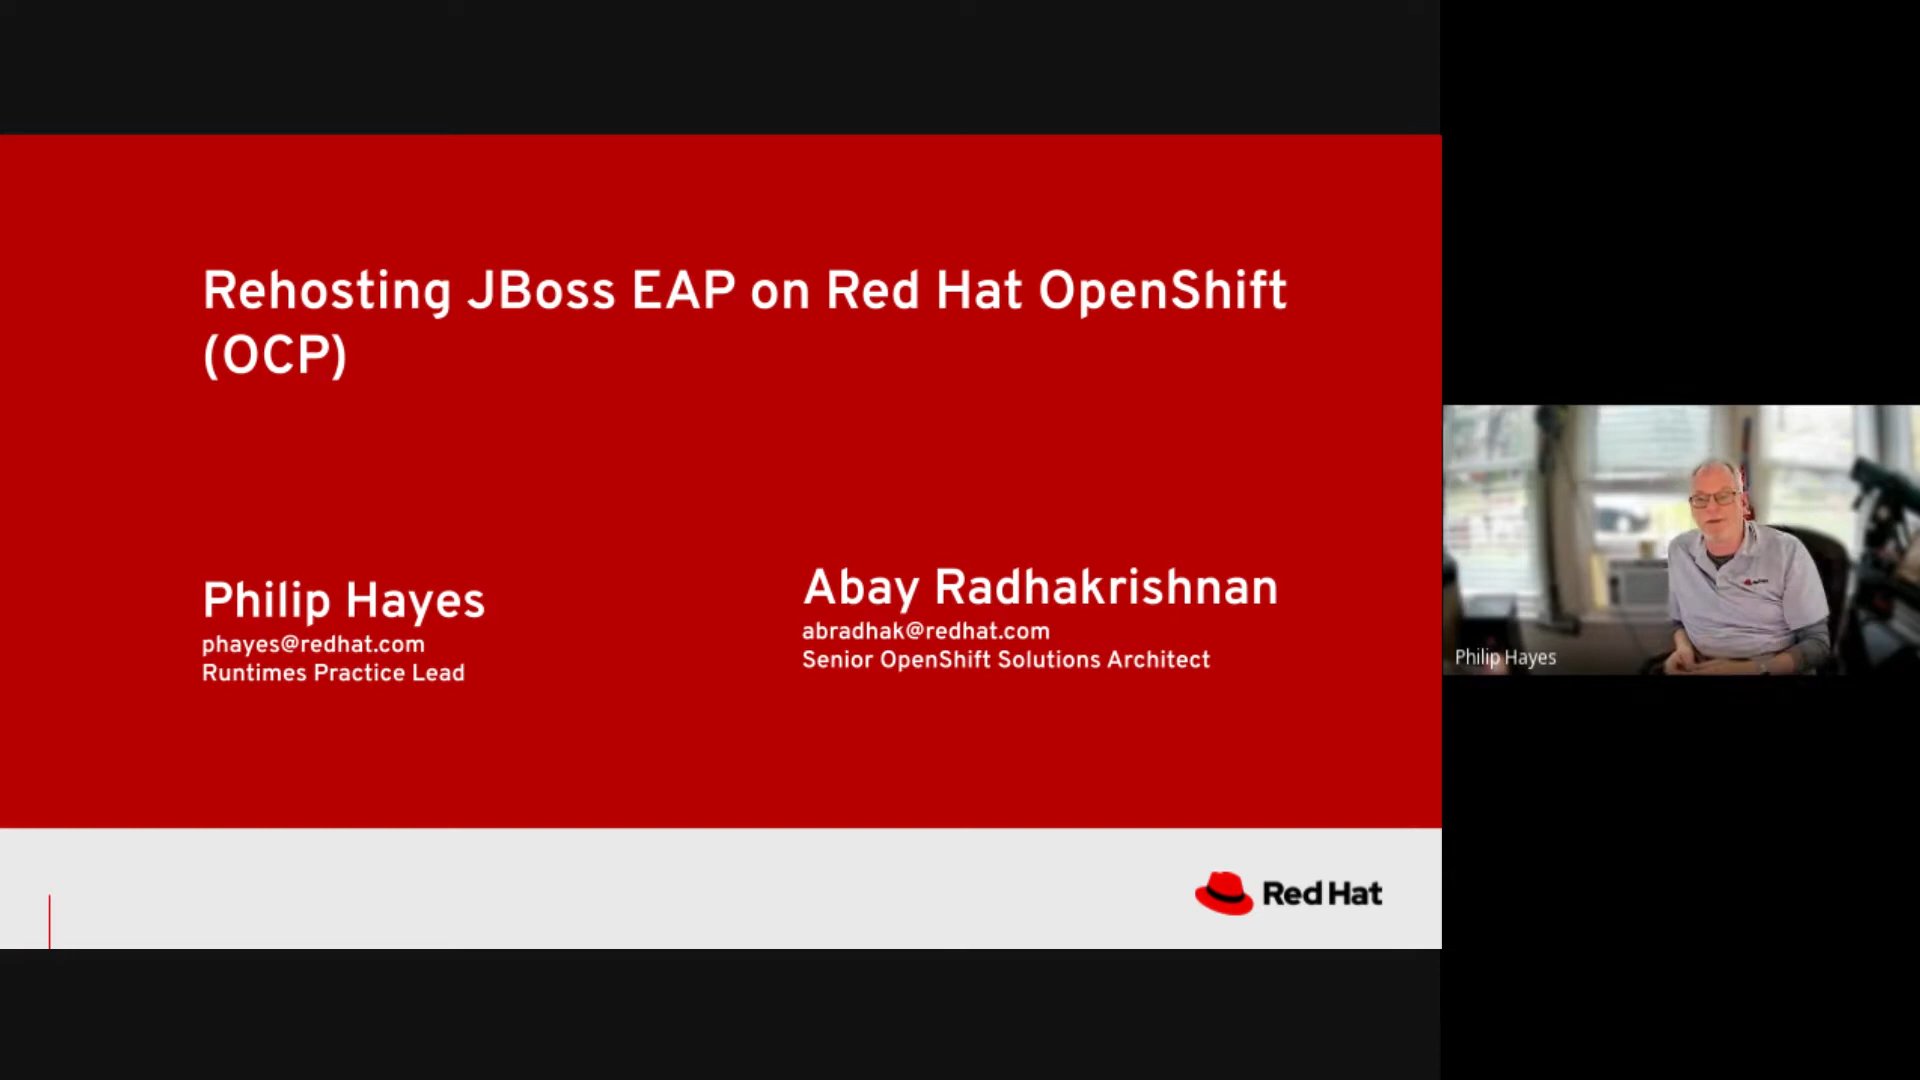 Rehosting JBoss EAP on Red Hat OpenShift
(OCP)
Philip Hayes
phayes@redhat.com
Runtimes Practice Lead
Abay Radhakrishnan
abradhak@redhat.com
Senior OpenShift Solutions Architect
Red Hat
Philip Hayes